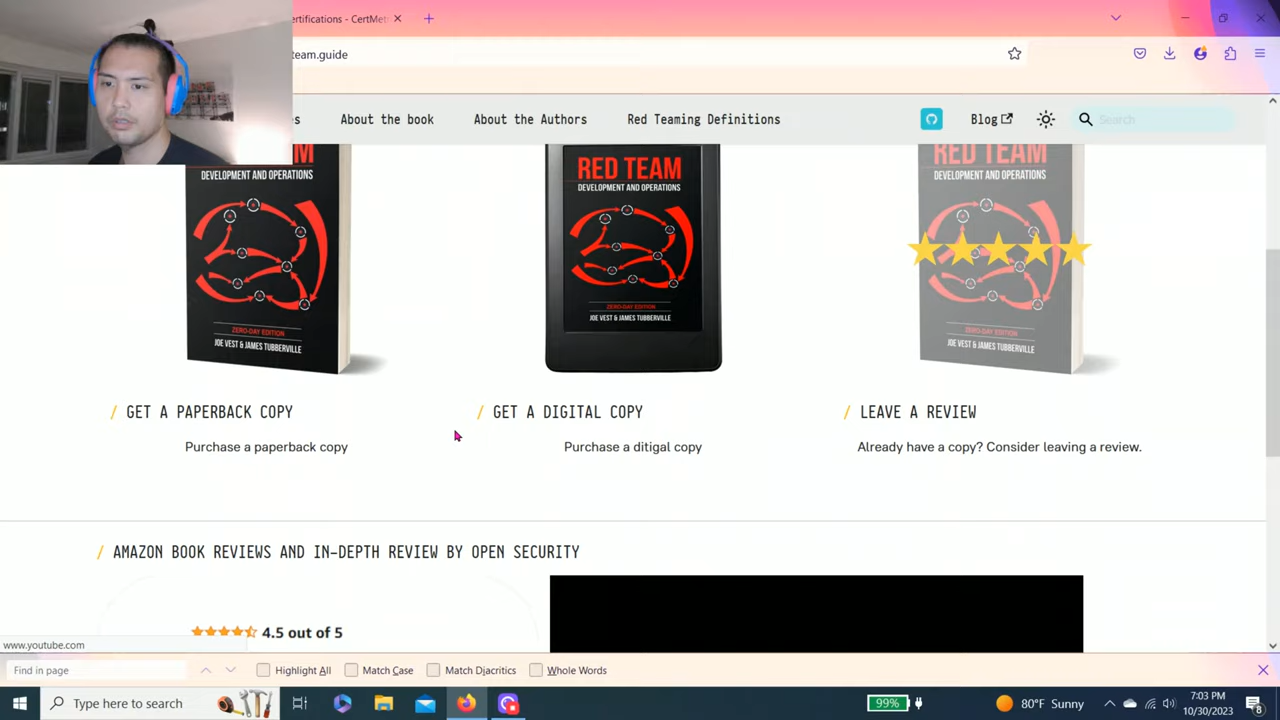 ertifications - CertMet
team.guide
s
About the book
About the Authors
Red Teaming Definitions
Blog
Search
M
DEVELOPMENT AND OPERATIONS
ZERO-DAY EDITION
JOE VEST & JAMES TUBBERVILLE
RED TEAM
DEVELOPMENT AND OPERATIONS
ZERO-DAY EDITION
JOE VEST & JAMES TUBBERVILLE
RED TEAM
DEVELOPMENT AND OPERATIONS
ZERO-DAY EDITION
JOE VEST & JAMES TUBBERVILLE
/ GET A PAPERBACK COPY
Purchase a paperback copy
/ GET A DIGITAL COPY
Purchase a ditigal copy
/ LEAVE A REVIEW
Already have a copy? Consider leaving a review.
/ AMAZON BOOK REVIEWS AND IN-DEPTH REVIEW BY OPEN SECURITY
4.5 out of 5
www.youtube.com
Find in page
Highlight All
Match Case
Match Diacritics
Whole Words
Type here to search
99%
80°F Sunny
7:03 PM
10/30/2023
8